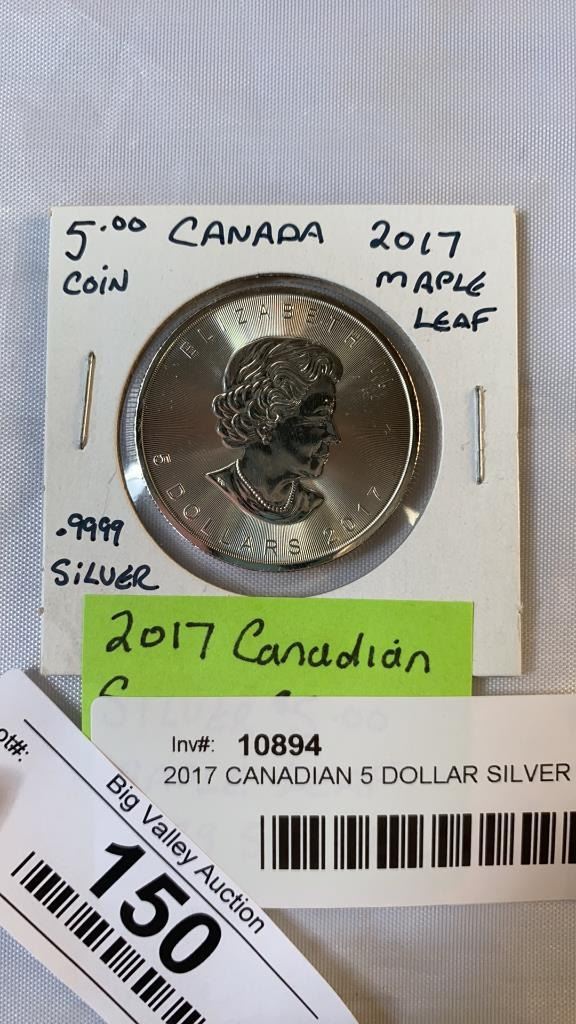 5.00 CANADA 2017
COIN MAPLE
LEAF
ELIZABETH II
5 DOLLARS 2017
.9999
SILVER
2017 Canadian
Inv#: 10894
2017 CANADIAN 5 DOLLAR SILVER
ot#:
Big Valley Auction
150